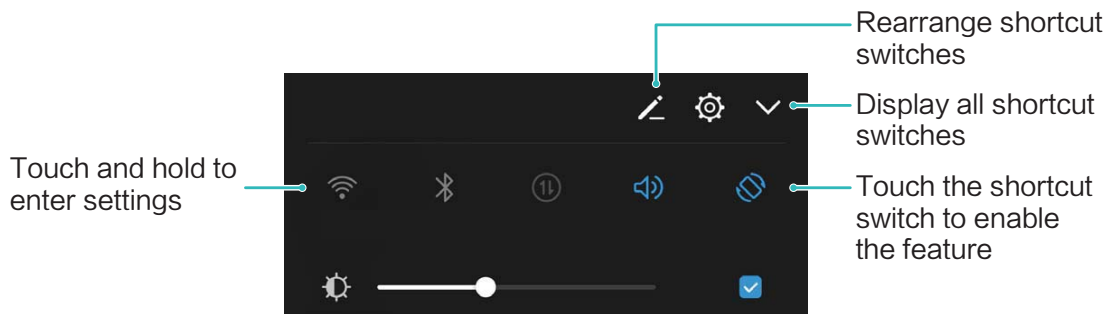 Rearrange shortcut
switches
Display all shortcut
switches
Touch and hold to
enter settings
Touch the shortcut
switch to enable
the feature